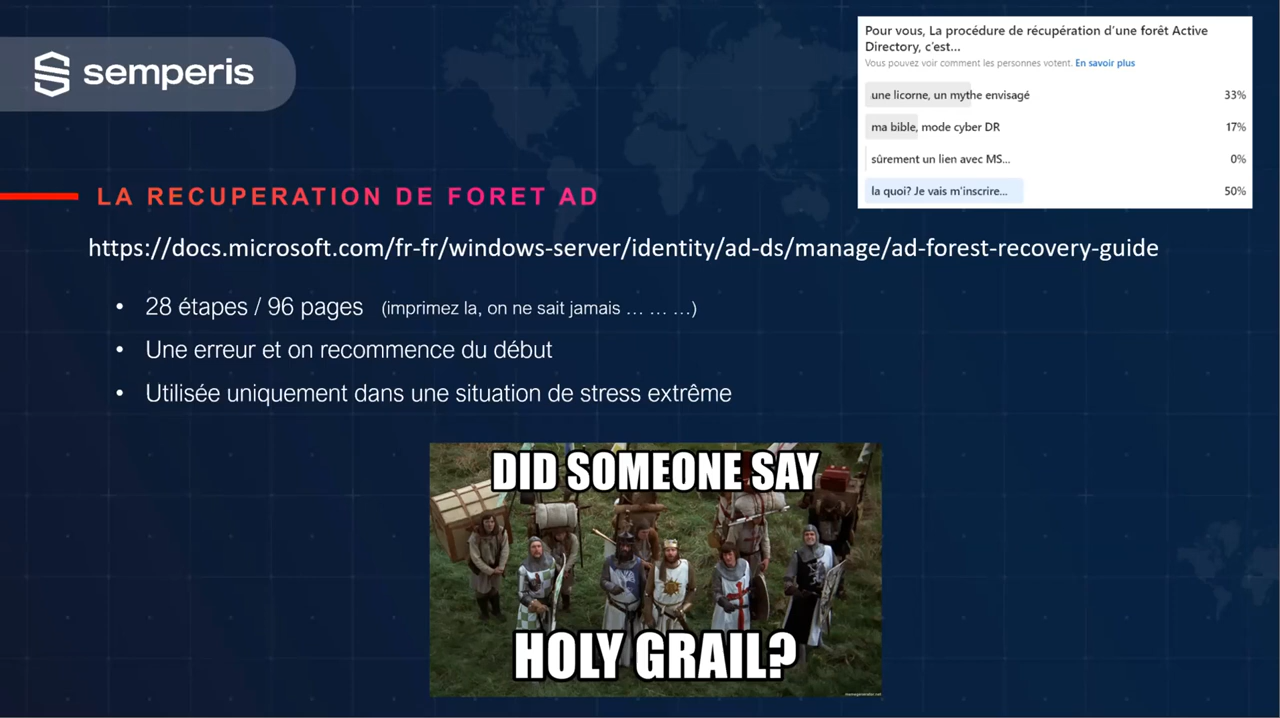 semperis
Pour vous, La procédure de récupération d'une forêt Active
Directory, c'est...
Vous pouvez voir comment les personnes votent. En savoir plus
une licorne, un mythe envisagé 33%
ma bible, mode cyber DR 17%
sûrement un lien avec MS... 0%
la quoi? Je vais m'inscrire... 50%
LA RECUPERATION DE FORET AD
https://docs.microsoft.com/fr-fr/windows-server/identity/ad-ds/manage/ad-forest-recovery-guide
• 28 étapes / 96 pages (imprimez la, on ne sait jamais … … …)
• Une erreur et on recommence du début
• Utilisée uniquement dans une situation de stress extrême
DID SOMEONE SAY
HOLY GRAIL?
memegenerator.net